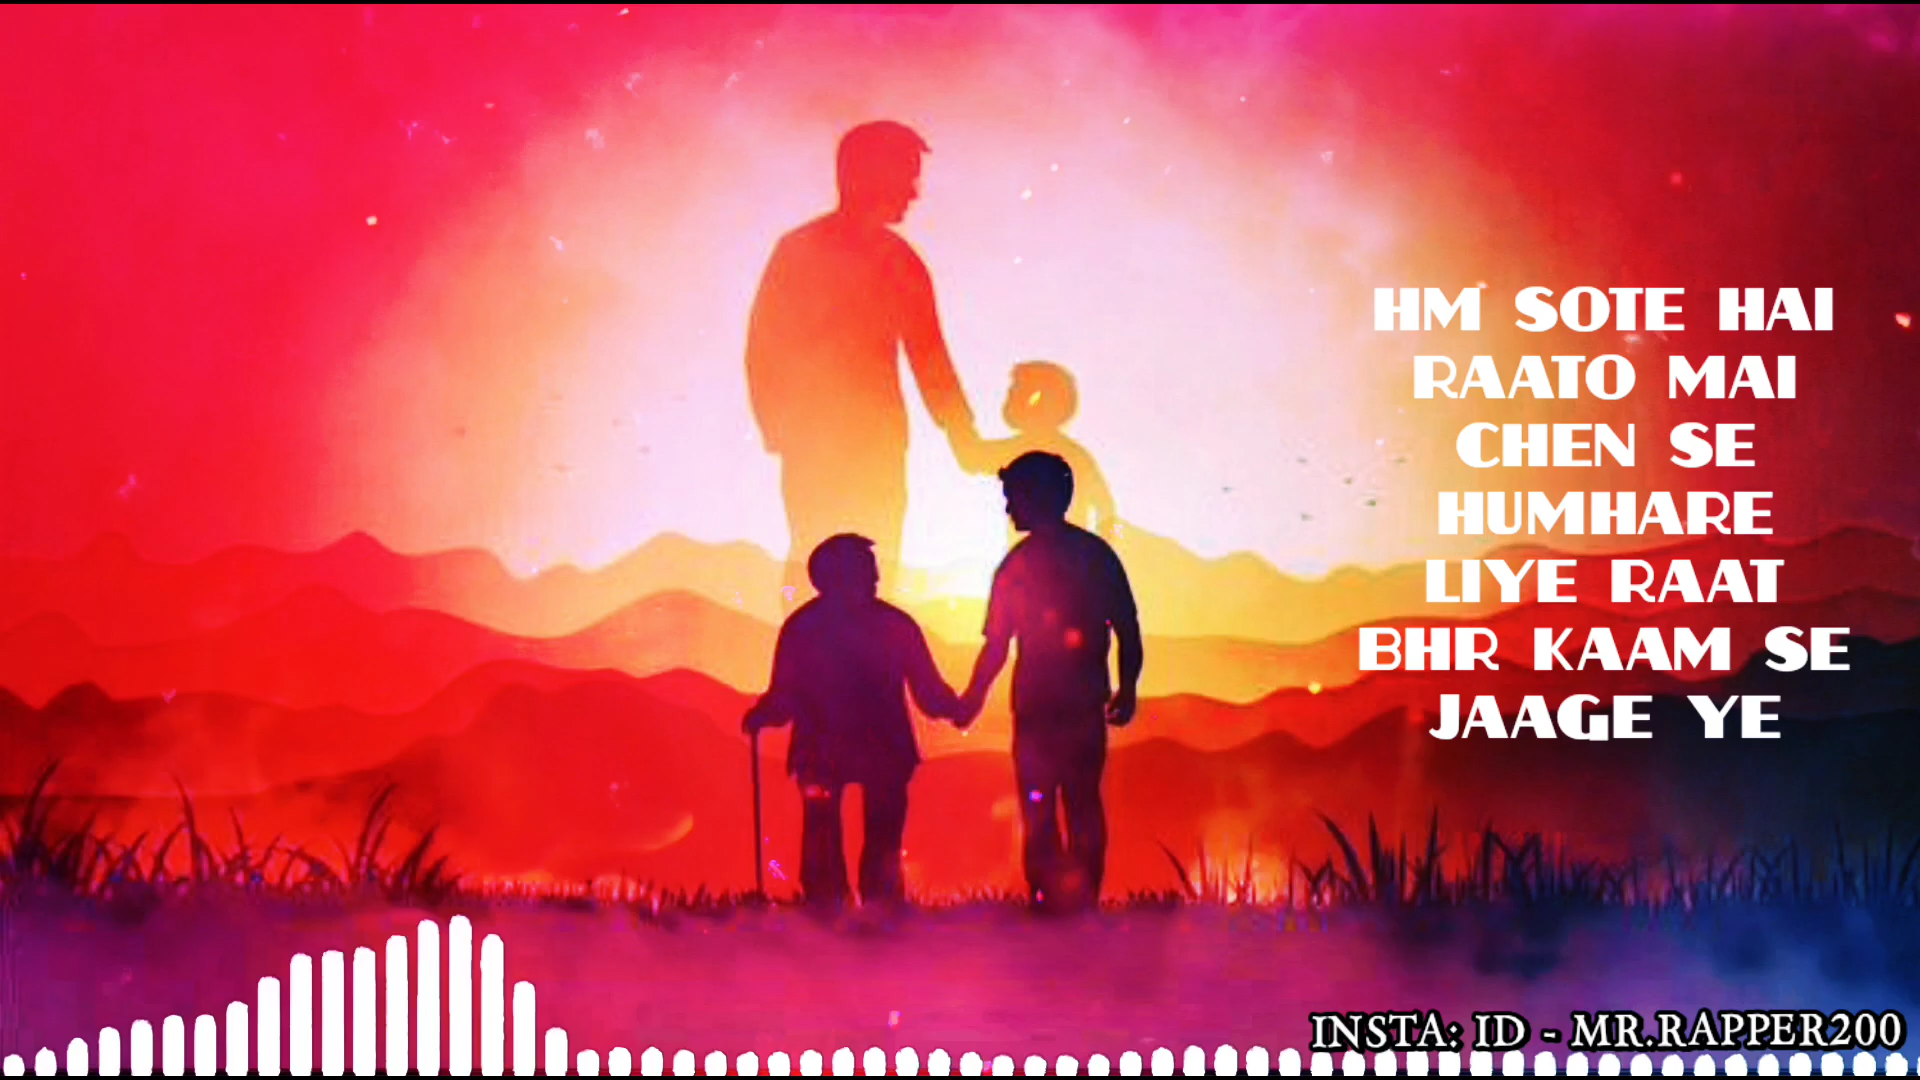 HM SOTE HAI
RAATO MAI
CHEN SE
HUMHARE
LIYE RAAT
BHR KAAM SE
JAAGE YE
INSTA: ID - MR.RAPPER200